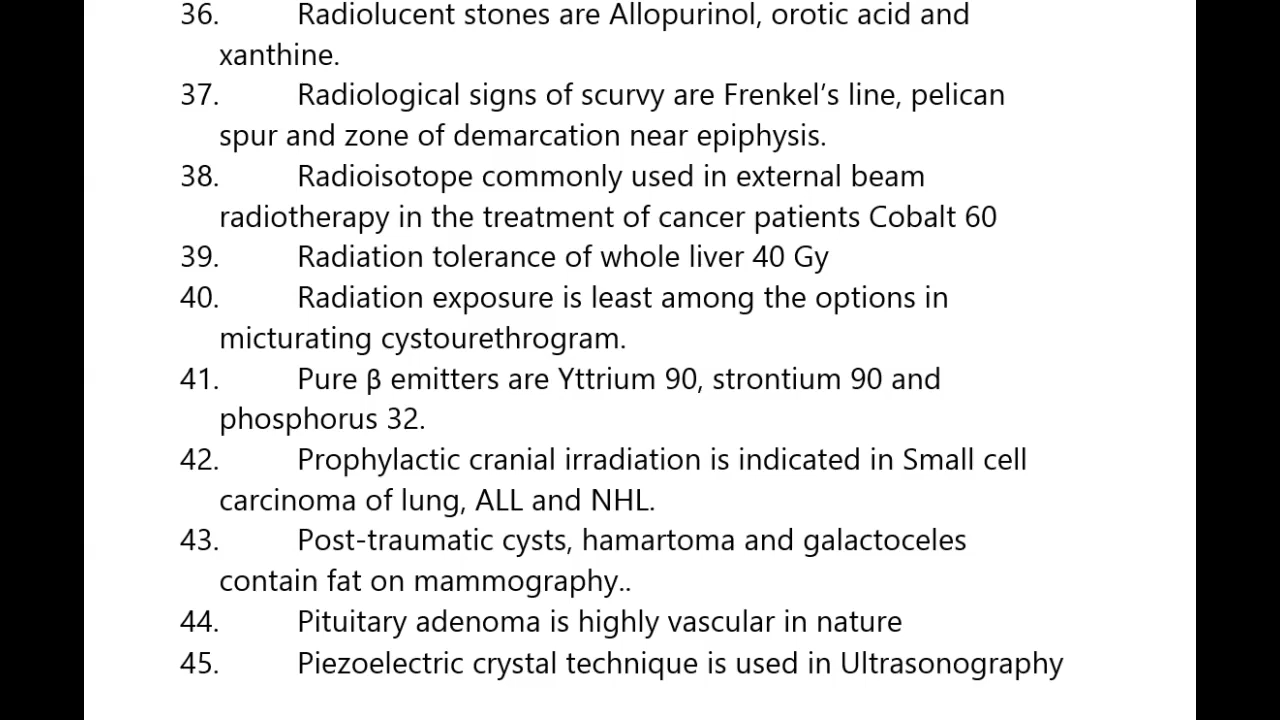 36. Radiolucent stones are Allopurinol, orotic acid and
xanthine.
37. Radiological signs of scurvy are Frenkel’s line, pelican
spur and zone of demarcation near epiphysis.
38. Radioisotope commonly used in external beam
radiotherapy in the treatment of cancer patients Cobalt 60
39. Radiation tolerance of whole liver 40 Gy
40. Radiation exposure is least among the options in
micturating cystourethrogram.
41. Pure β emitters are Yttrium 90, strontium 90 and
phosphorus 32.
42. Prophylactic cranial irradiation is indicated in Small cell
carcinoma of lung, ALL and NHL.
43. Post-traumatic cysts, hamartoma and galactoceles
contain fat on mammography..
44. Pituitary adenoma is highly vascular in nature
45. Piezoelectric crystal technique is used in Ultrasonography